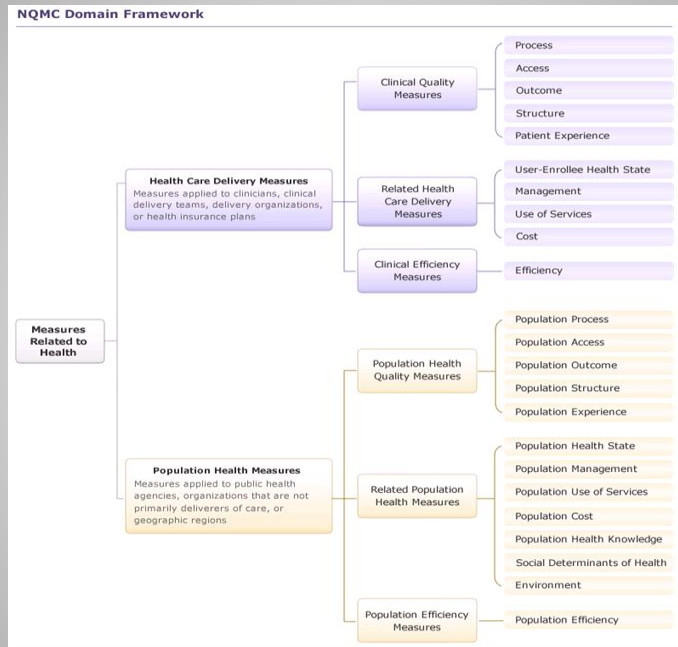 NQMC Domain Framework
Measures
Related to
Health
Health Care Delivery Measures
Measures applied to clinicians, clinical
delivery teams, delivery organizations,
or health insurance plans
Clinical Quality
Measures
Process
Access
Outcome
Structure
Patient Experience
Related Health
Care Delivery
Measures
User-Enrollee Health State
Management
Use of Services
Cost
Clinical Efficiency
Measures
Efficiency
Population Health Measures
Measures applied to public health
agencies, organizations that are not
primarily deliverers of care, or
geographic regions
Population Health
Quality Measures
Population Process
Population Access
Population Outcome
Population Structure
Population Experience
Related Population
Health Measures
Population Health State
Population Management
Population Use of Services
Population Cost
Population Health Knowledge
Social Determinants of Health
Environment
Population Efficiency
Measures
Population Efficiency